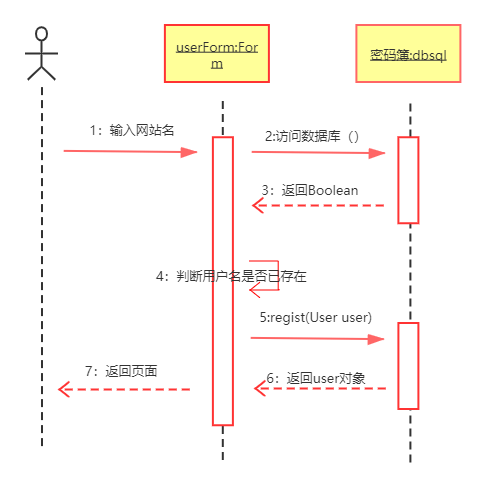 userForm:For
m
密码簿:dbsql
1：输入网站名
2:访问数据库（）
3：返回Boolean
4：判断用户名是否已存在
5:regist(User user)
6：返回user对象
7：返回页面